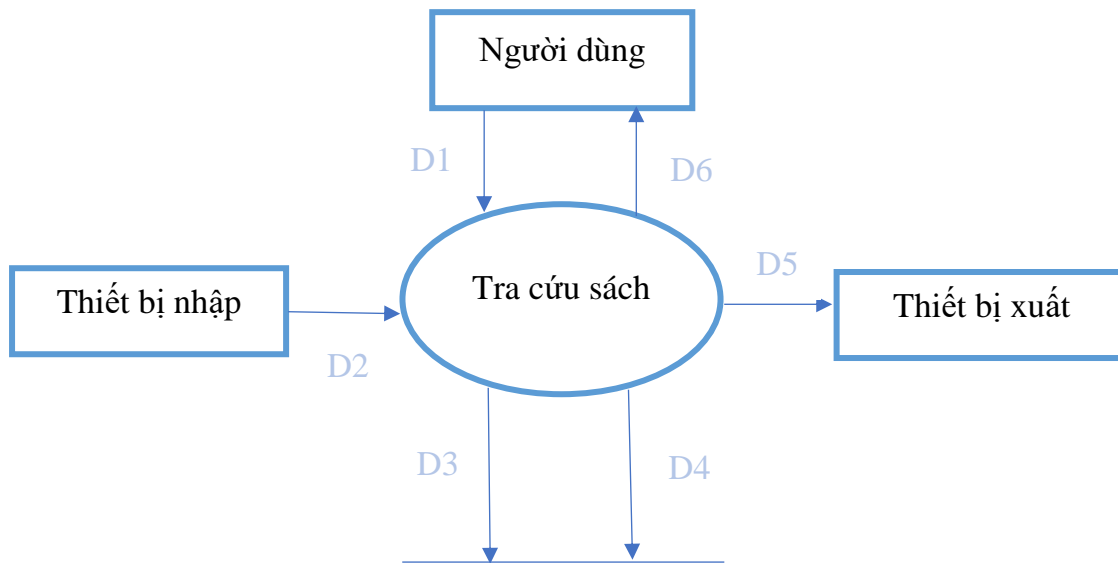 Người dùng
D1
D6
Tra cứu sách
D5
Thiết bị nhập
Thiết bị xuất
D2
D3
D4